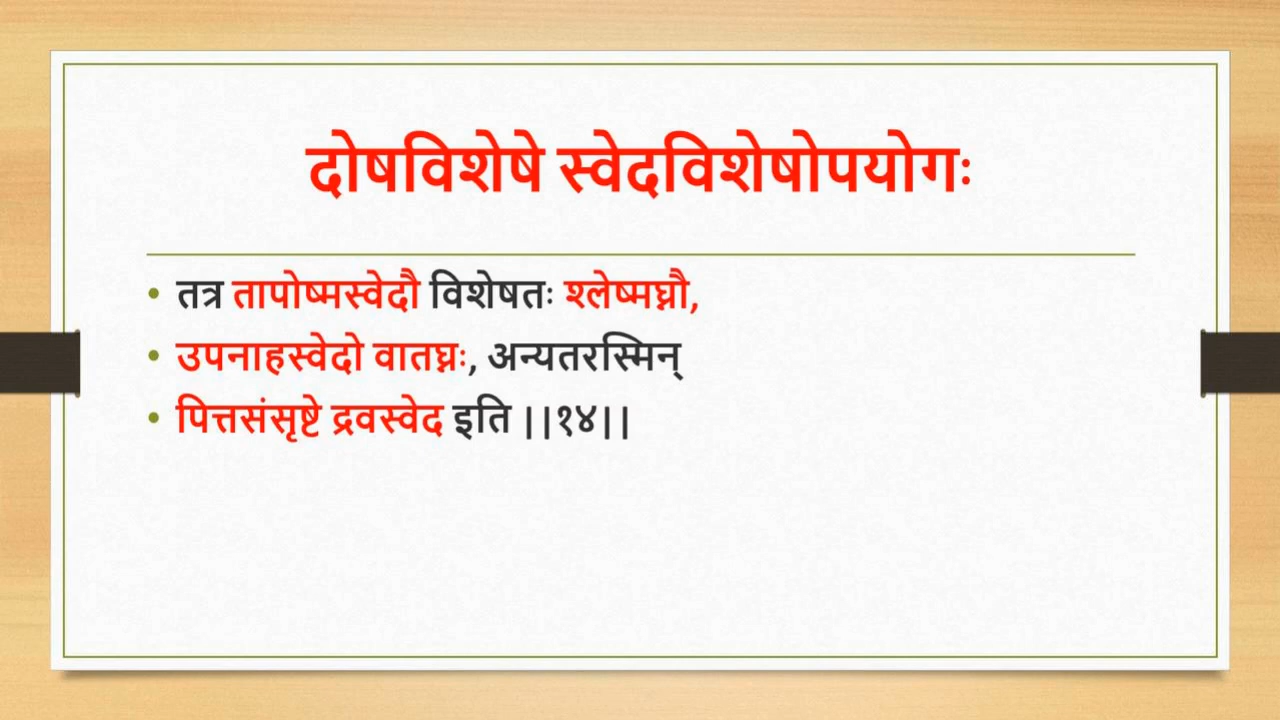 दोषविशेषे स्वेदविशेषोपयोगः
• तत्र तापोष्मस्वेदौ विशेषतः श्लेष्मघ्नौ,
• उपनाहस्वेदो वातघ्नः, अन्यतरस्मिन्
• पित्तसंसृष्टे द्रवस्वेद इति ||१४||